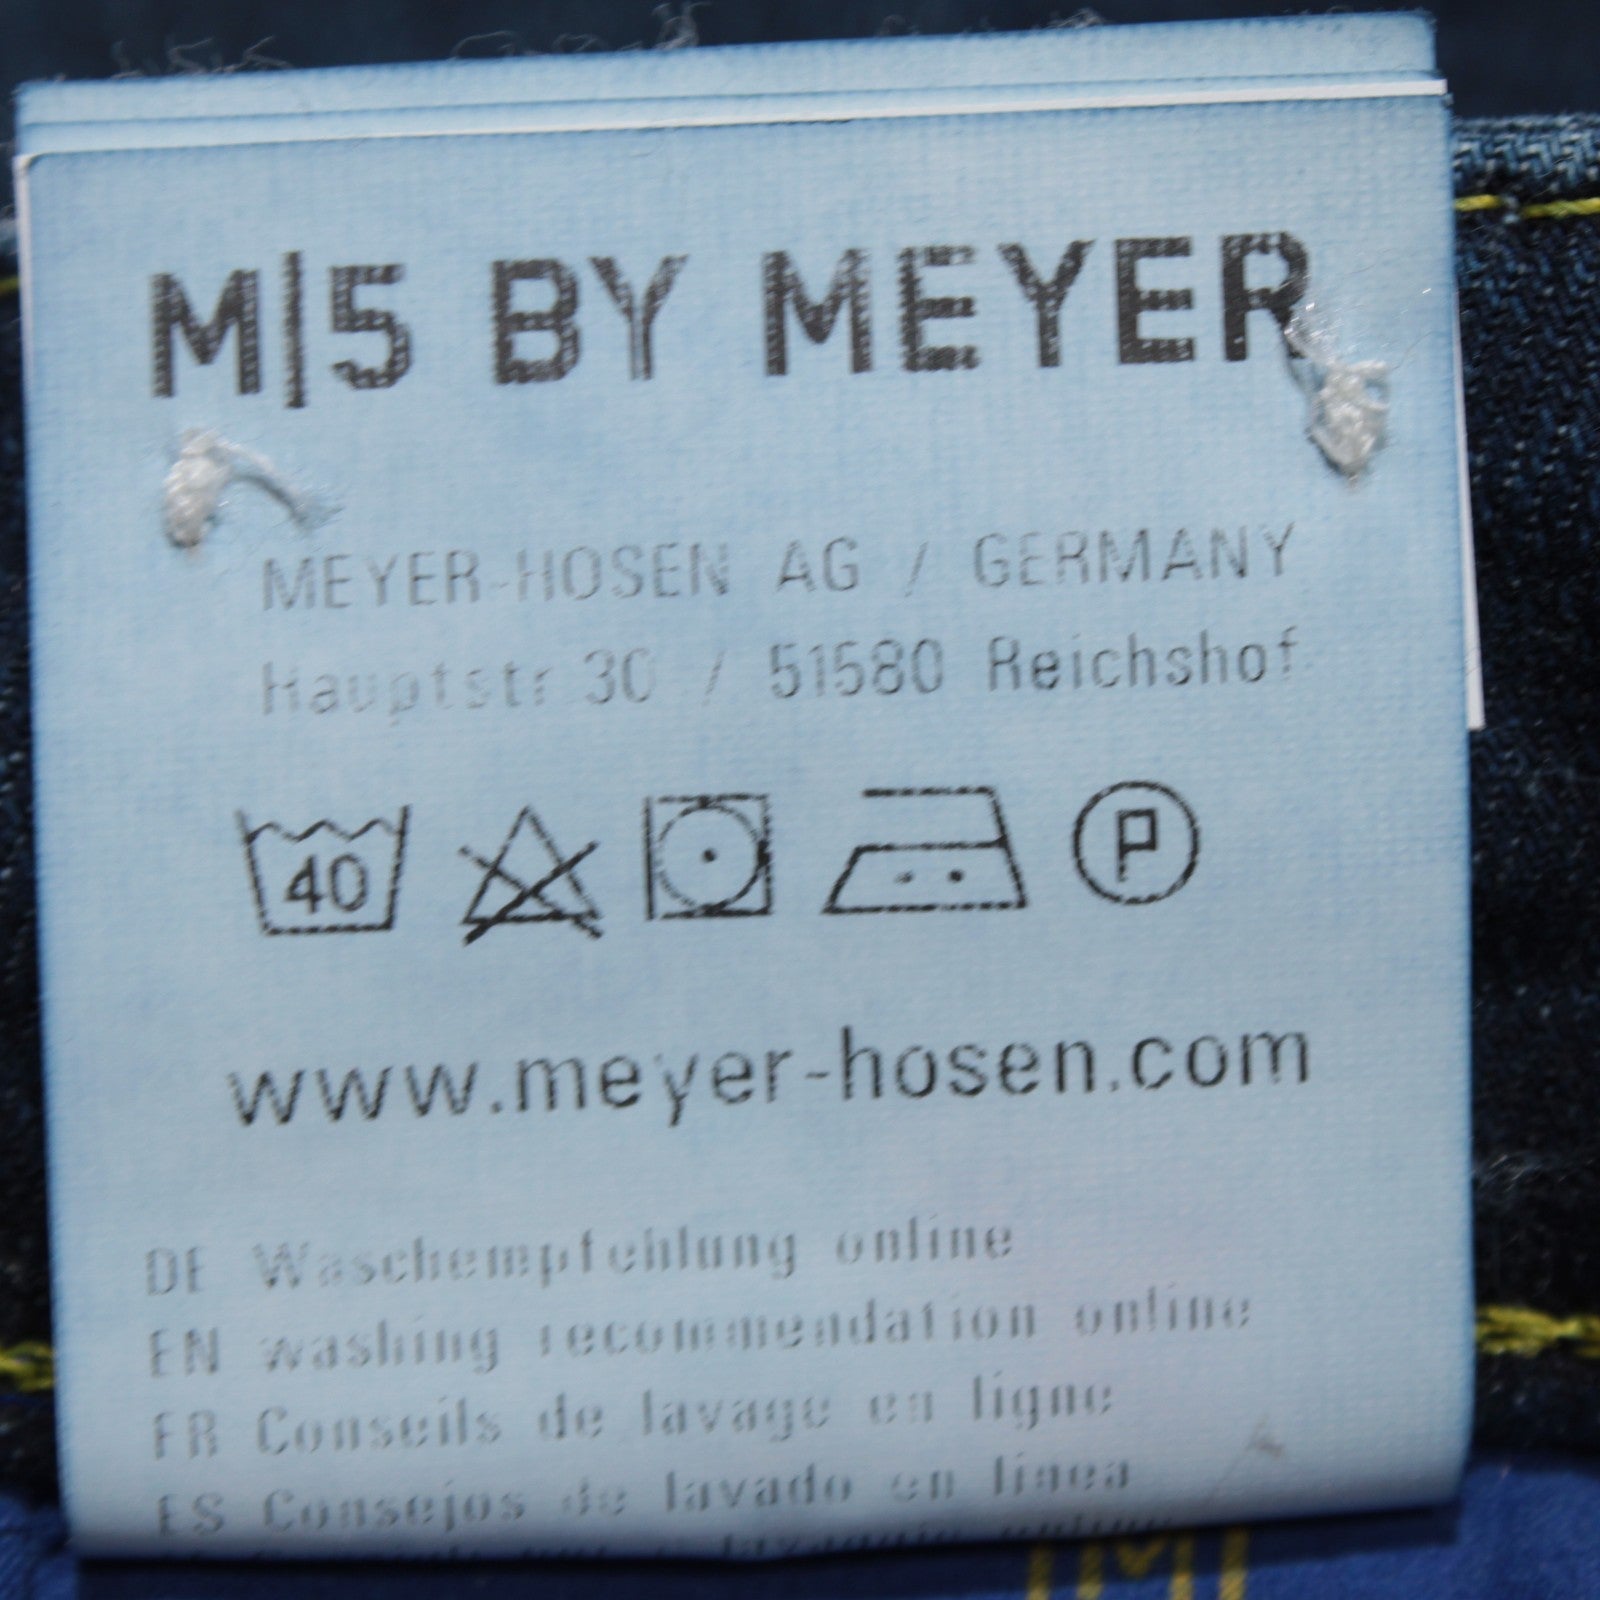 M|5 BY MEYER
MEYER-HOSEN AG / GERMANY
Hauptstr 30 / 51580 Reichshof
40
P
www.meyer-hosen.com
DE Waschempfehlung online
EN washing recommendation online
FR Conseils de lavage en ligne
ES Consejos de lavado en linea
online
M